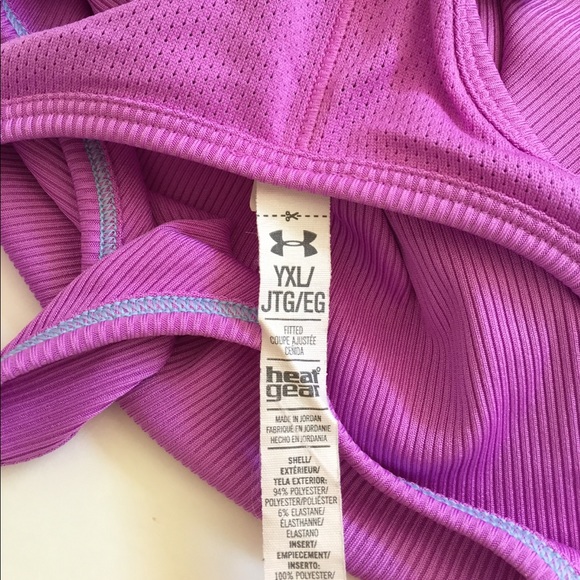 YXL/
JTG/EG
FITTED
COUPE AJUSTÉE
CEÑIDA
heat
gear
MADE IN JORDAN
FABRIQUÉ EN JORDANIE
HECHO EN JORDANIA
SHELL/
EXTÉRIEUR/
TELA EXTERIOR:
94% POLYESTER/
POLYESTER/POLIÉSTER
6% ELASTANE/
ÉLASTHANNE/
ELASTANO
INSERT/
EMPIECEMENT/
INSERTO:
100% POLYESTER/